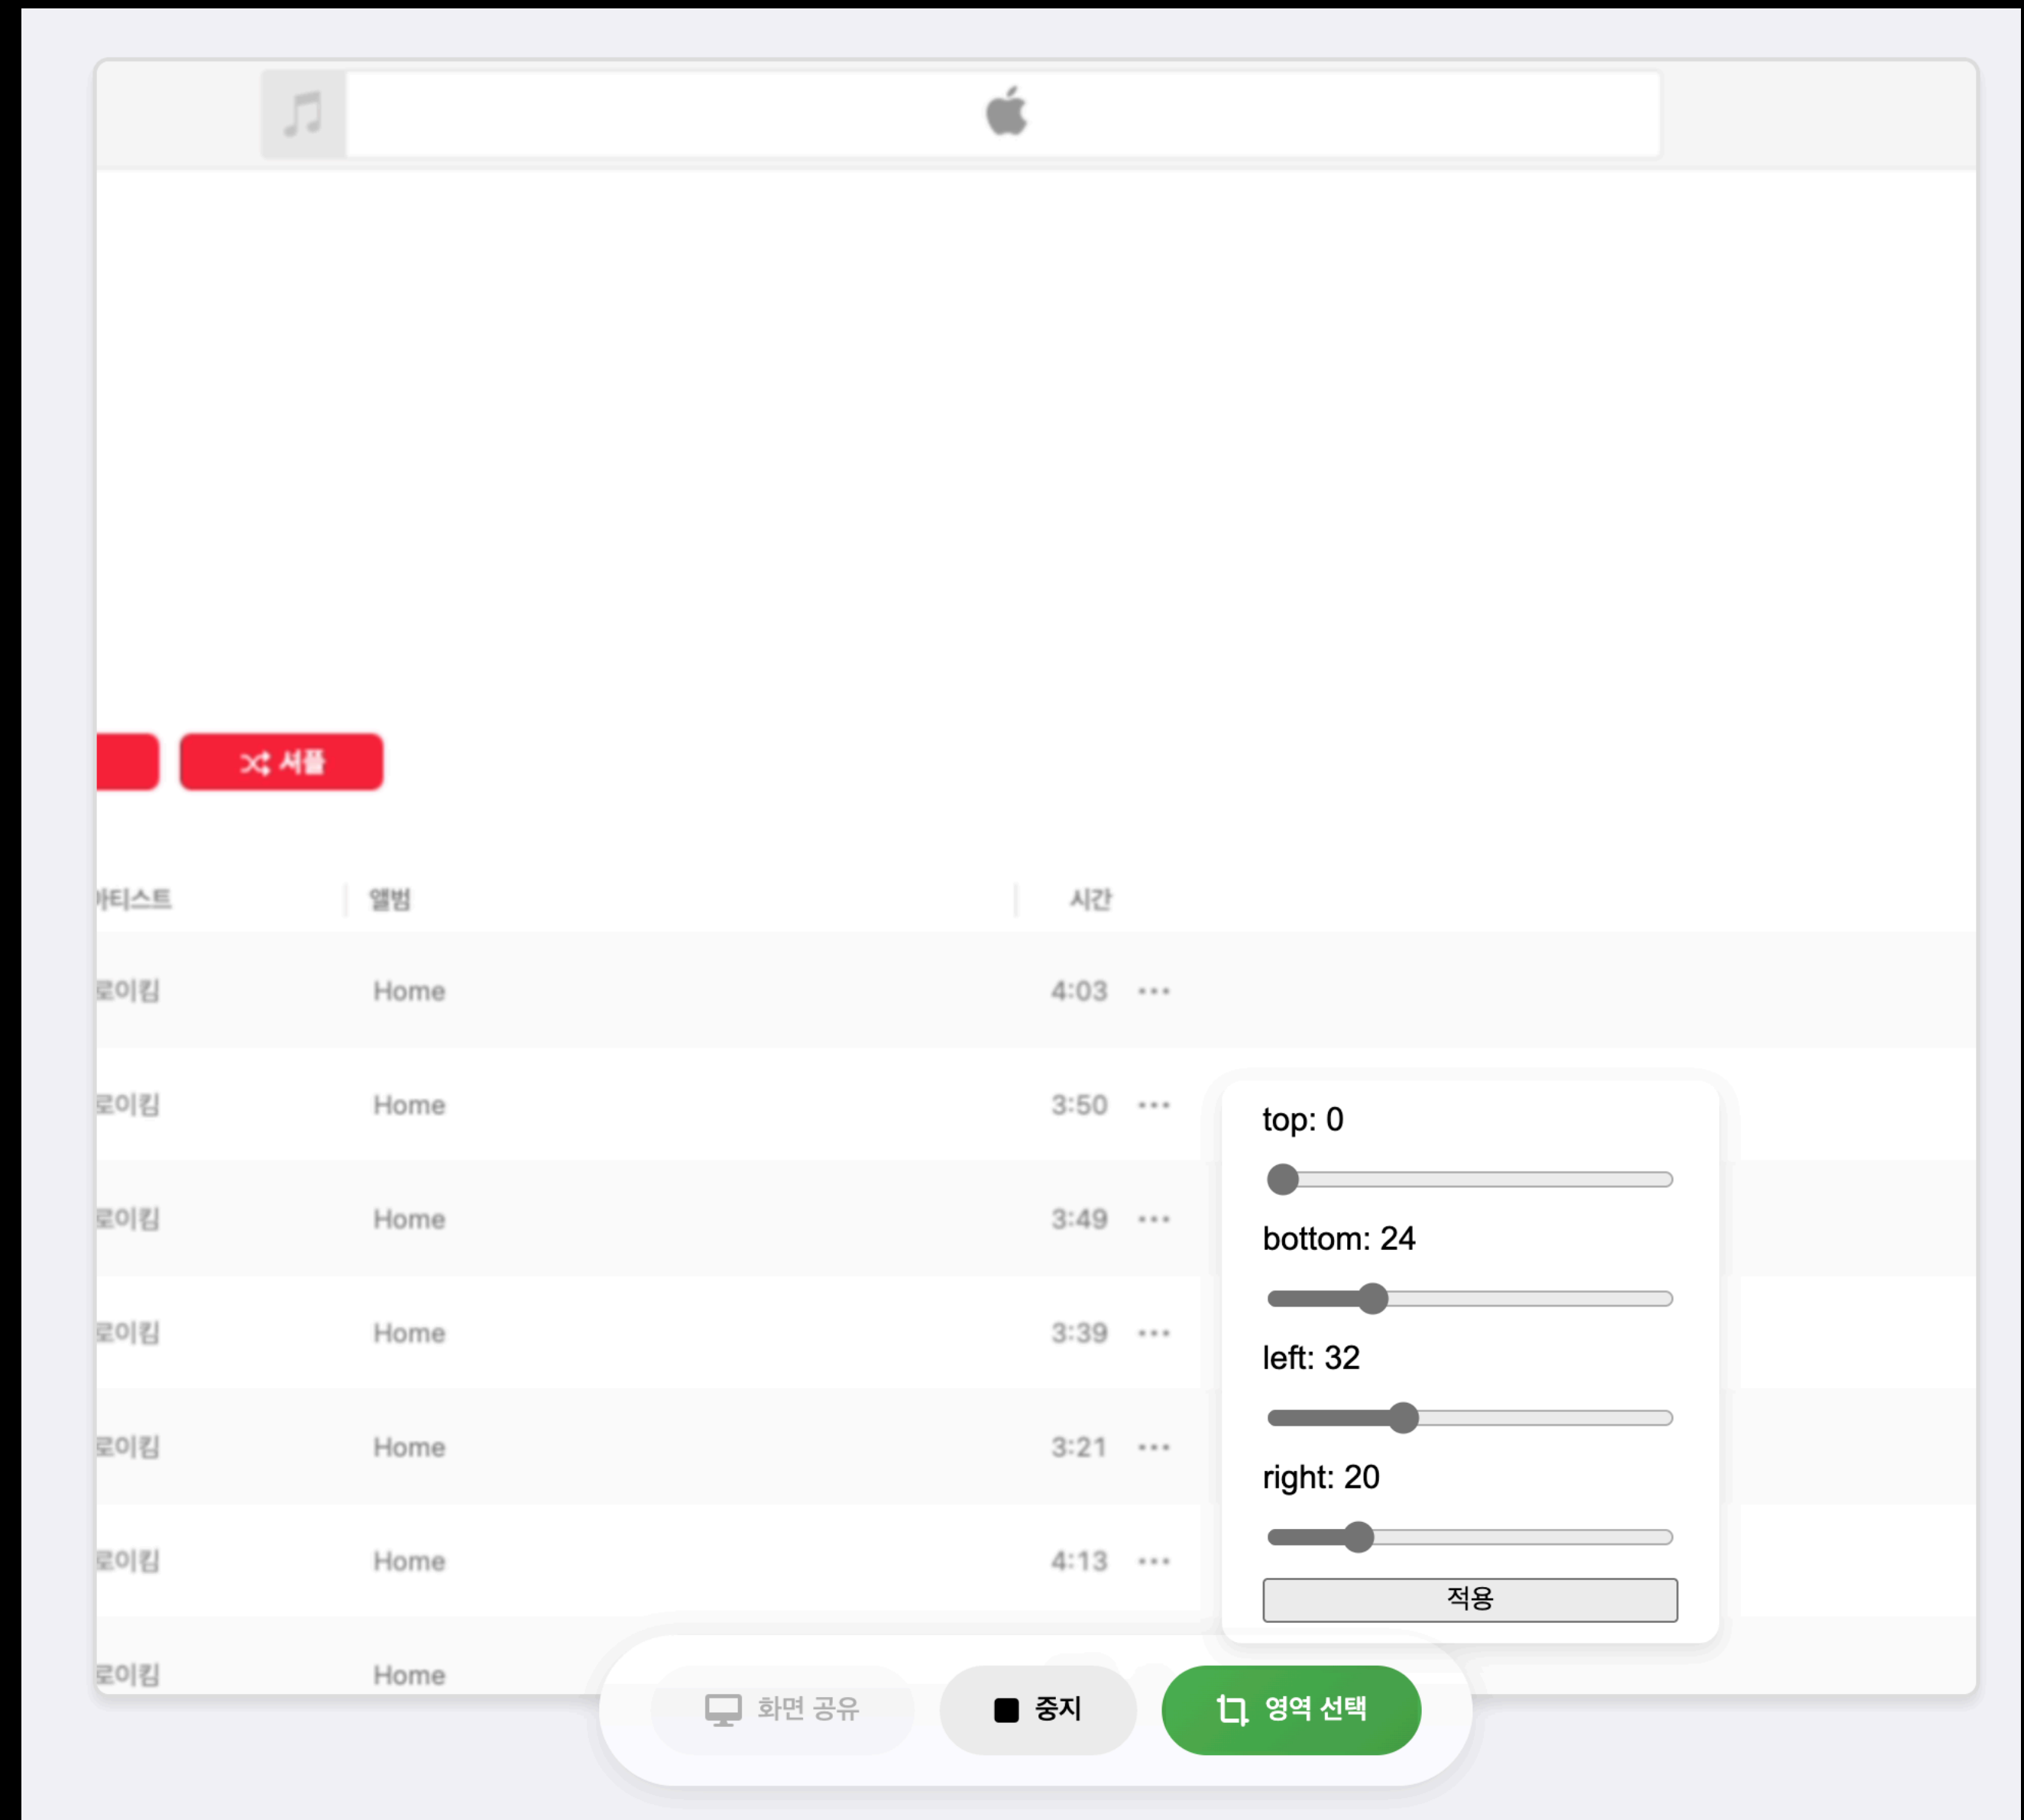 셔플
아티스트 앨범 시간
로이킴 Home 4:03 ...
로이킴 Home 3:50 ...
로이킴 Home 3:49 ...
로이킴 Home 3:39 ...
로이킴 Home 3:21 ...
로이킴 Home 4:13 ...
로이킴 Home
top: 0
bottom: 24
left: 32
right: 20
적용
화면 공유 중지 영역 선택